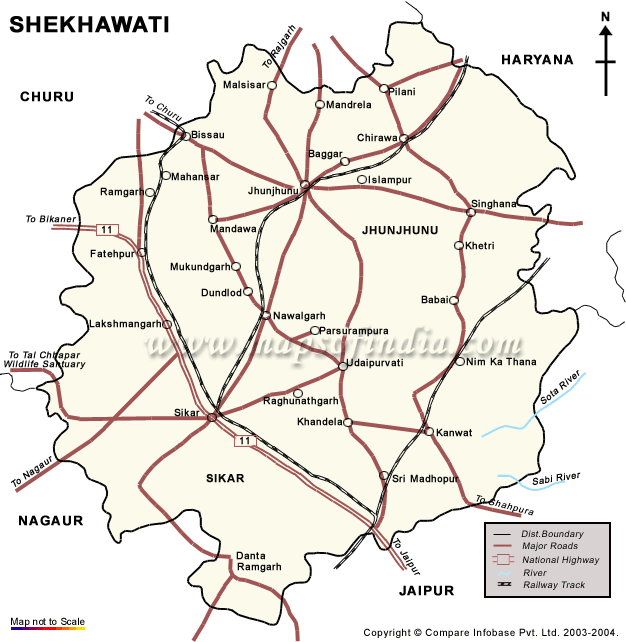 SHEKHAWATI
N
HARYANA
CHURU
To Rajgarh
Malsisar
Pilani
Mandrela
To Churu
Bissau
Chirawa
Baggar
Mahansar
Islampur
Ramgarh
Jhunjhunu
Singhana
To Bikaner
11
Mandawa
JHUNJHUNU
Khetri
Fatehpur
Mukundgarh
Dundlod
Babai
Nawalgarh
Lakshmangarh
Parsurampura
www.mapsofindia.com
To Tal Chhapar
Wildlife Santuary
Udaipurvati
Nim Ka Thana
Raghunathgarh
Sota River
Sikar
Khandela
Kanwat
11
To Nagaur
SIKAR
Sri Madhopur
Sabi River
To Shahpura
NAGAUR
To Jaipur
Danta
Ramgarh
JAIPUR
Dist.Boundary
Major Roads
National Highway
River
Railway Track
Map not to Scale
Copyright © Compare Infobase Pvt. Ltd. 2003-2004.